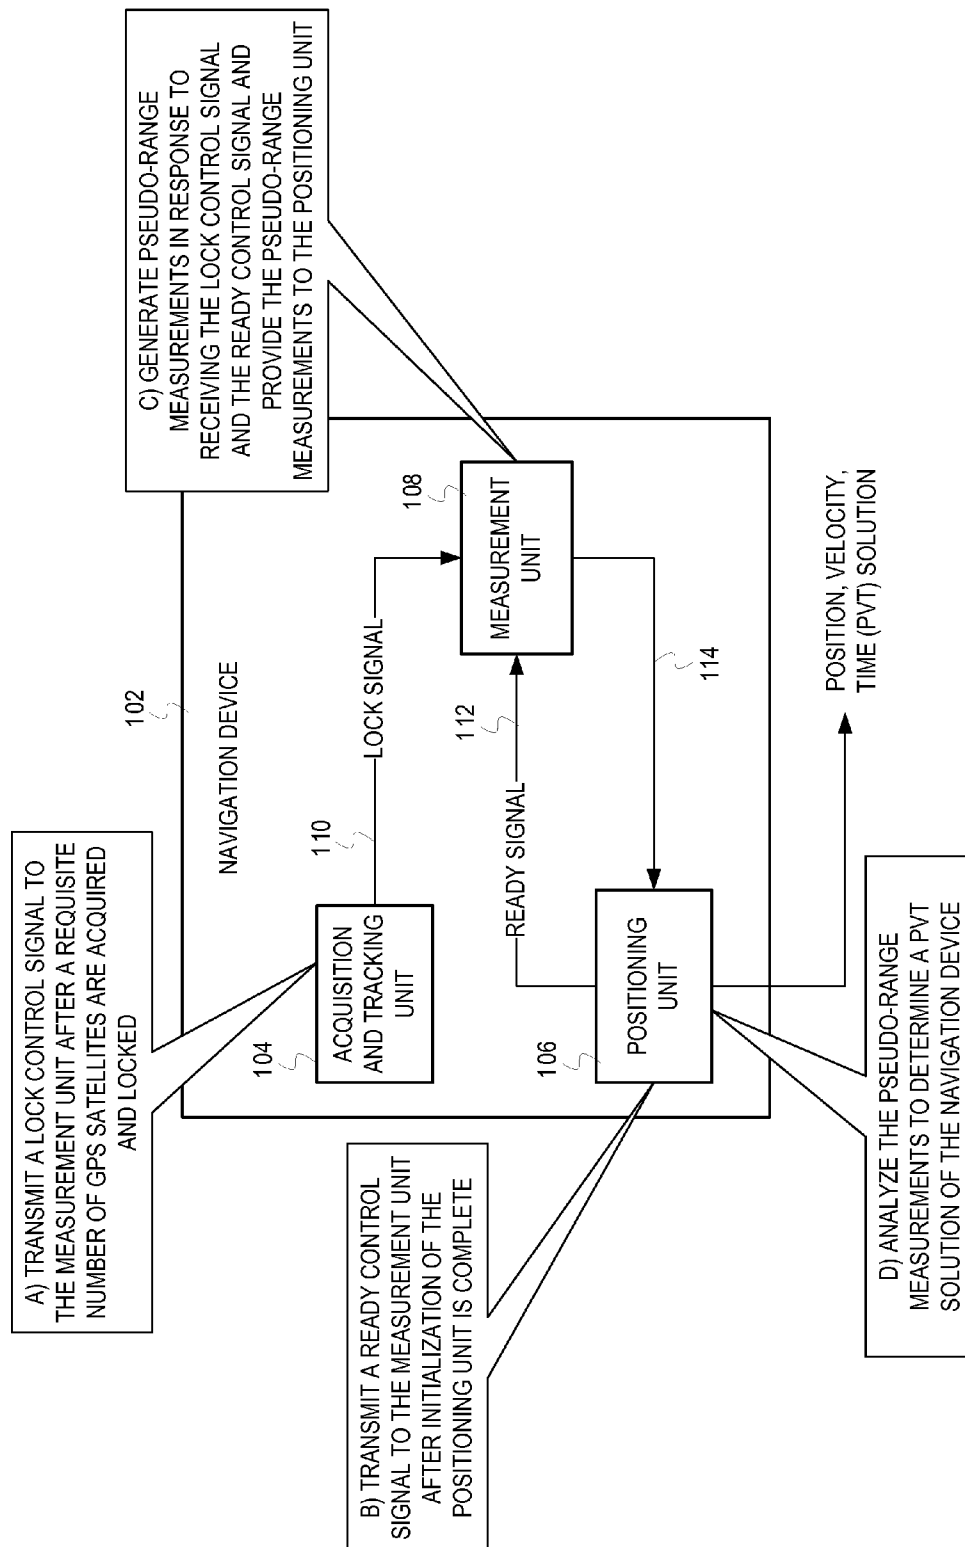 A) TRANSMIT A LOCK CONTROL SIGNAL TO
THE MEASUREMENT UNIT AFTER A REQUISITE
NUMBER OF GPS SATELLITES ARE ACQUIRED
AND LOCKED
C) GENERATE PSEUDO-RANGE
MEASUREMENTS IN RESPONSE TO
RECEIVING THE LOCK CONTROL SIGNAL
AND THE READY CONTROL SIGNAL AND
PROVIDE THE PSEUDO-RANGE
MEASUREMENTS TO THE POSITIONING UNIT
102
NAVIGATION DEVICE
104
ACQUISITION
AND TRACKING
UNIT
110
LOCK SIGNAL
108
MEASUREMENT
UNIT
112
READY SIGNAL
114
106
POSITIONING
UNIT
B) TRANSMIT A READY CONTROL
SIGNAL TO THE MEASUREMENT UNIT
AFTER INITIALIZATION OF THE
POSITIONING UNIT IS COMPLETE
POSITION, VELOCITY,
TIME (PVT) SOLUTION
D) ANALYZE THE PSEUDO-RANGE
MEASUREMENTS TO DETERMINE A PVT
SOLUTION OF THE NAVIGATION DEVICE